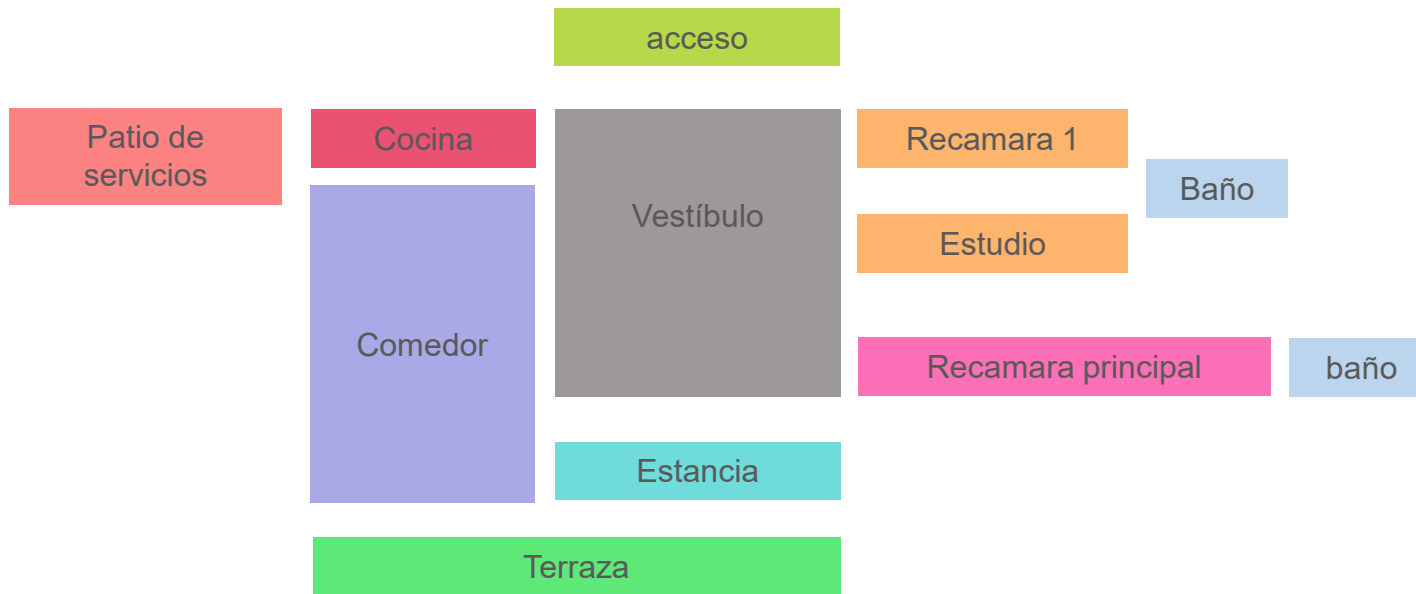 acceso
Patio de
servicios
Cocina
Vestíbulo
Recamara 1
Baño
Estudio
Comedor
Recamara principal
baño
Estancia
Terraza